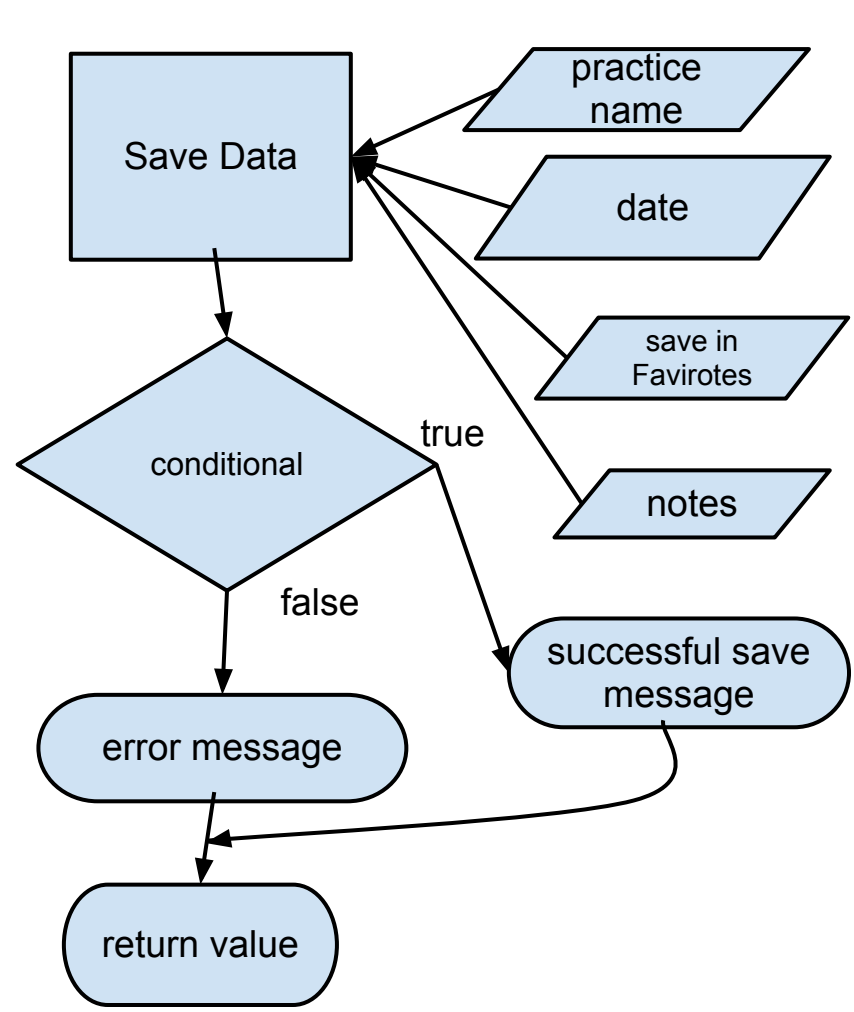 practice
name
Save Data
date
save in
Favirotes
true
conditional
notes
false
successful save
message
error message
return value